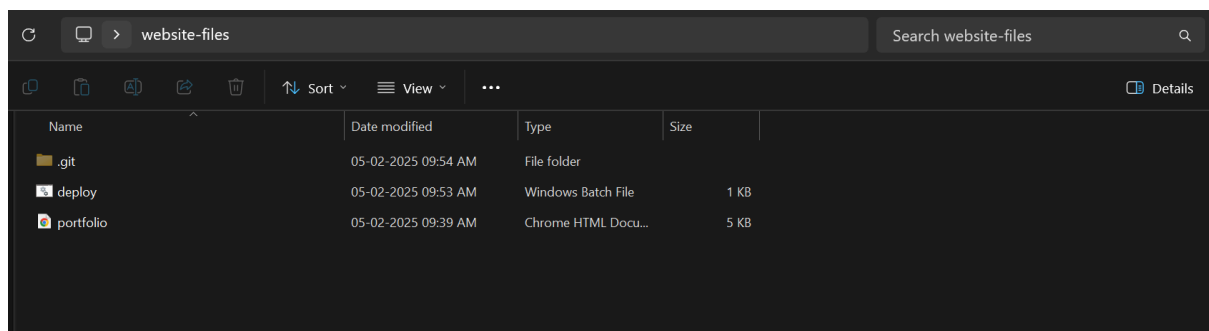 website-files
Search website-files
Sort
View
Details
Name Date modified Type Size
.git 05-02-2025 09:54 AM File folder
deploy 05-02-2025 09:53 AM Windows Batch File 1 KB
portfolio 05-02-2025 09:39 AM Chrome HTML Docu... 5 KB